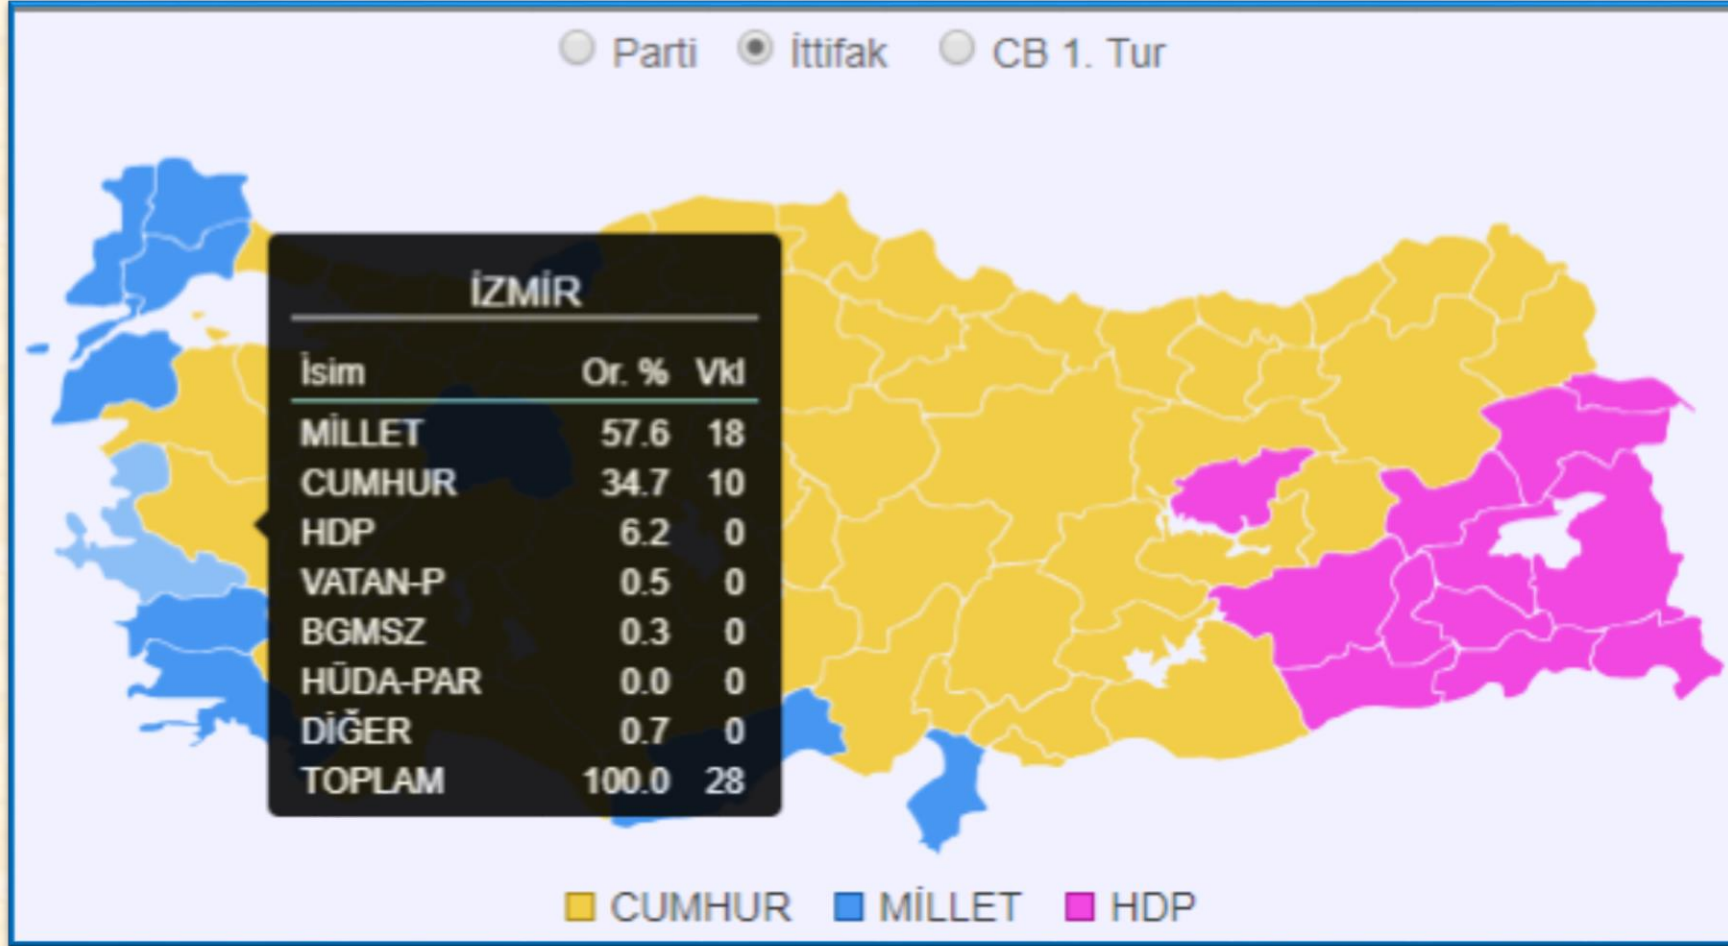 Parti İttifak CB 1. Tur
İZMİR
İsim Or. % Vkl
MİLLET 57.6 18
CUMHUR 34.7 10
HDP 6.2 0
VATAN-P 0.5 0
BGMSZ 0.3 0
HÜDA-PAR 0.0 0
DİĞER 0.7 0
TOPLAM 100.0 28
CUMHUR MİLLET HDP